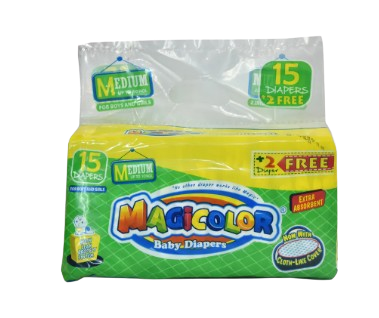 MEDIUM
FOR BOYS AND GIRLS
15
DIAPERS
+2 FREE
15
DIAPERS
MEDIUM
+2
Diaper
FREE
"No other diaper works like Magic"
EXTRA
ABSORBENT
MAGICOLOR
Baby Diapers
NOW WITH
CLOTH-LIKE COVER